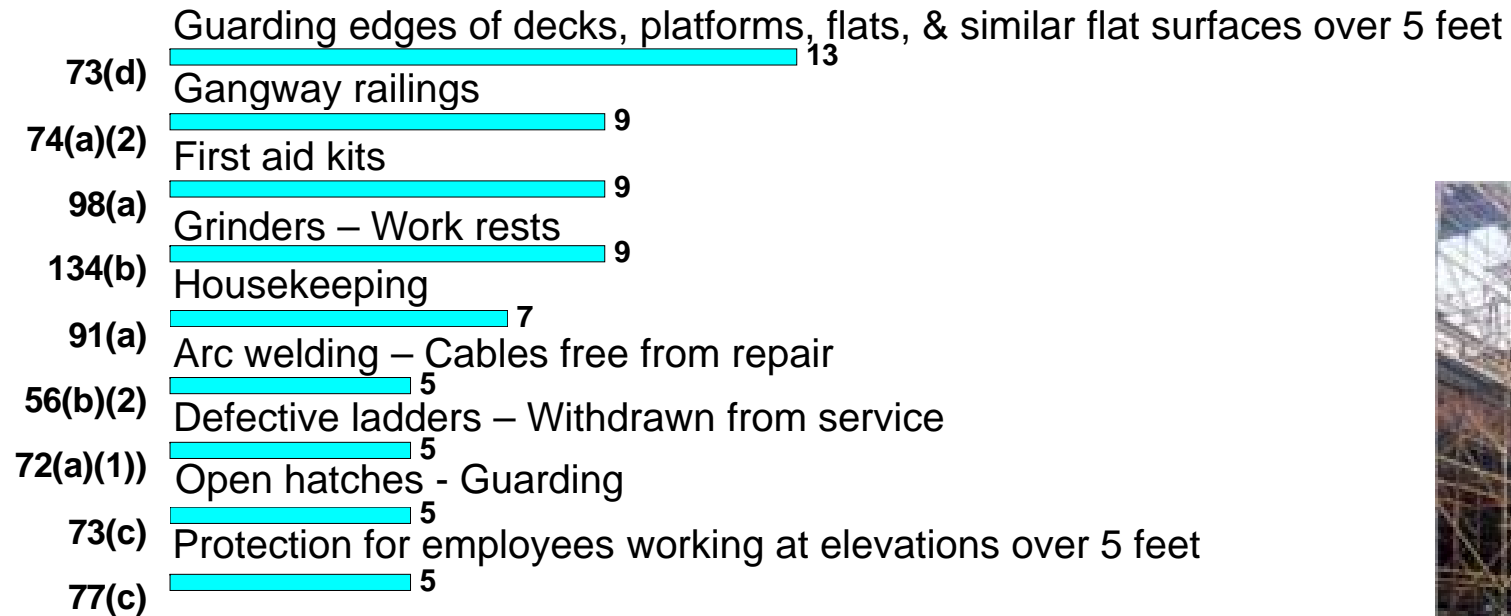 Guarding edges of decks, platforms, flats, & similar flat surfaces over 5 feet
73(d) 13
Gangway railings
74(a)(2) 9
First aid kits
98(a) 9
Grinders – Work rests
134(b) 9
Housekeeping
91(a) 7
Arc welding – Cables free from repair
56(b)(2) 5
Defective ladders – Withdrawn from service
72(a)(1)) 5
Open hatches - Guarding
73(c) 5
Protection for employees working at elevations over 5 feet
77(c) 5